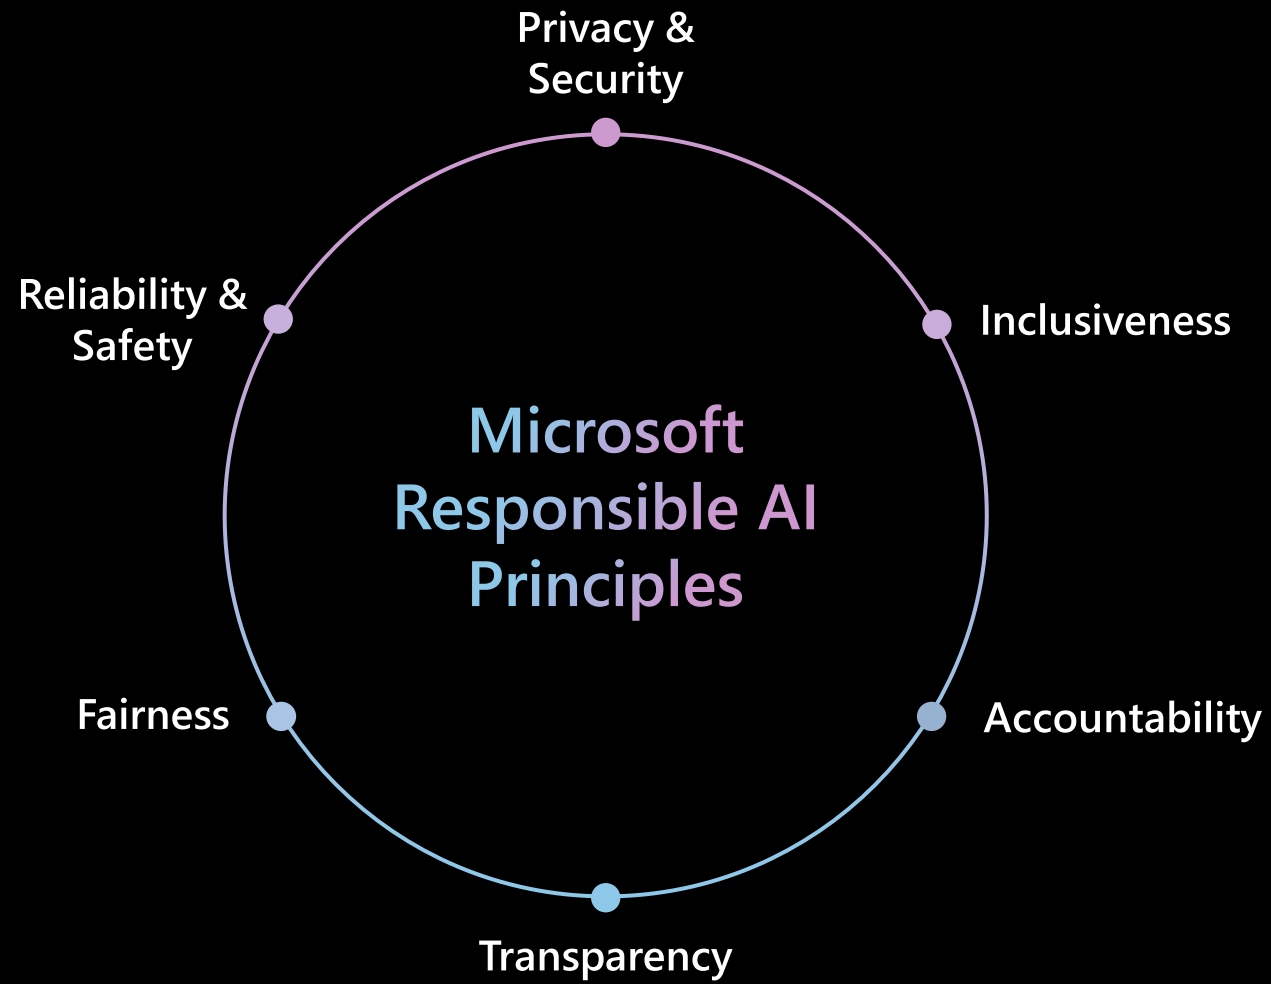 Privacy &
Security
Reliability &
Safety
Inclusiveness
Microsoft
Responsible AI
Principles
Fairness
Accountability
Transparency